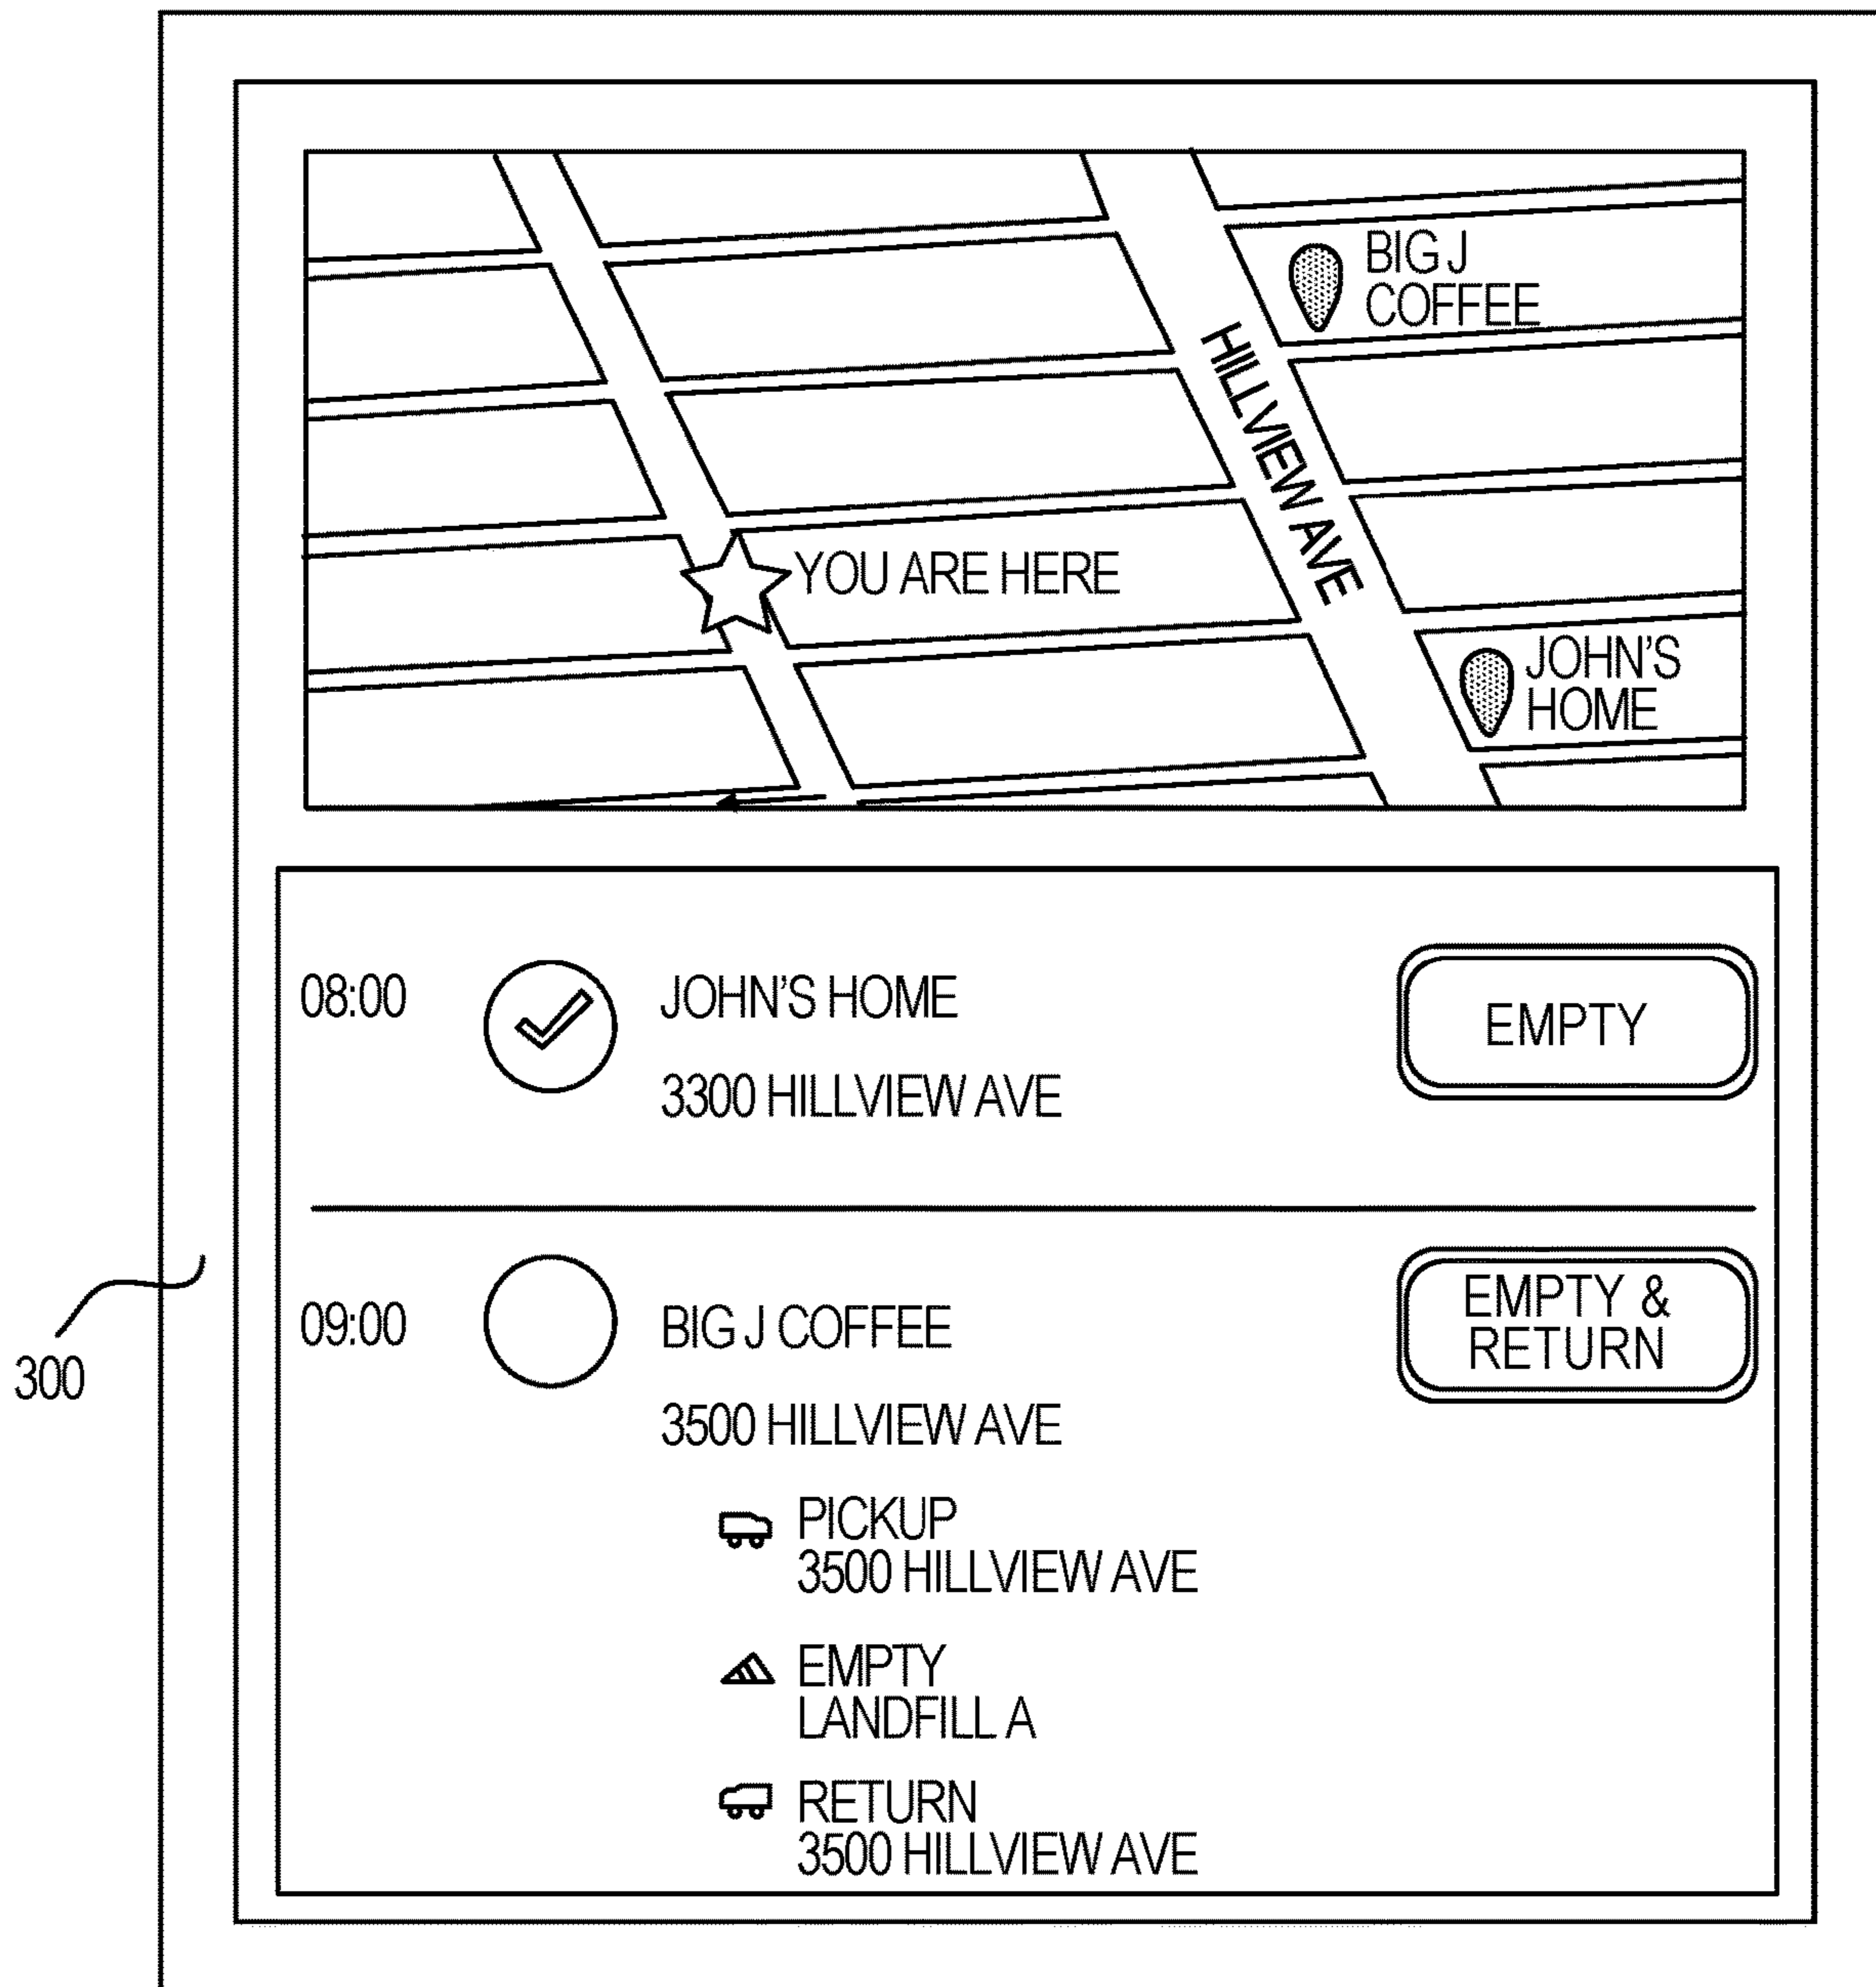 BIG J
COFFEE
HILLVIEW AVE
YOU ARE HERE
JOHN'S
HOME
08:00
JOHN'S HOME
EMPTY
3300 HILLVIEW AVE
09:00
BIG J COFFEE
EMPTY &
RETURN
3500 HILLVIEW AVE
300
PICKUP
3500 HILLVIEW AVE
EMPTY
LANDFILL A
RETURN
3500 HILLVIEW AVE